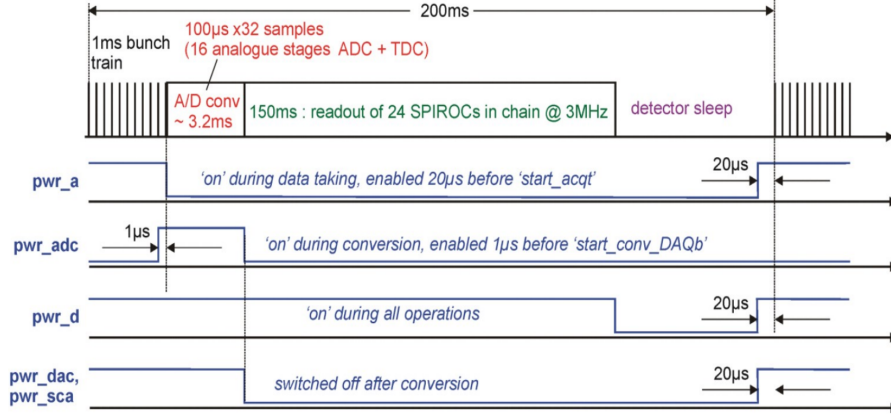 200ms
100µs x32 samples
(16 analogue stages ADC + TDC)
1ms bunch
train
A/D conv
~ 3.2ms
150ms : readout of 24 SPIROCs in chain @ 3MHz
detector sleep
pwr_a
'on' during data taking, enabled 20µs before 'start_acqt'
20µs
pwr_adc
1µs
'on' during conversion, enabled 1µs before 'start_conv_DAQb'
pwr_d
'on' during all operations
20µs
pwr_dac,
pwr_sca
switched off after conversion
20µs